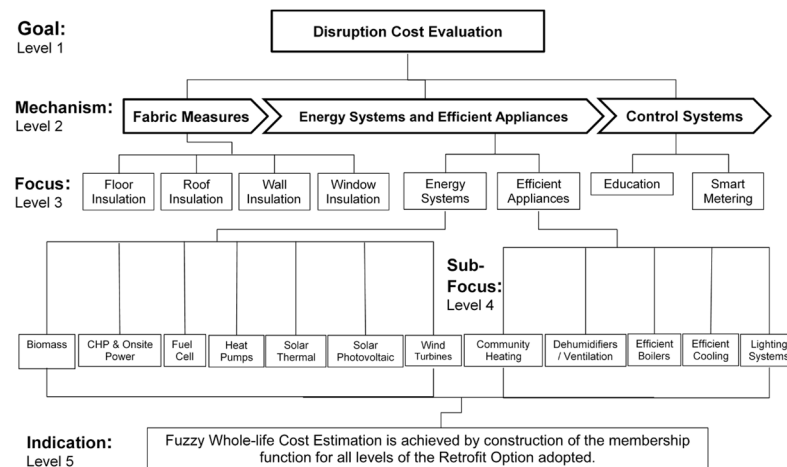 Goal:
Level 1
Disruption Cost Evaluation
Mechanism:
Level 2
Fabric Measures
Energy Systems and Efficient Appliances
Control Systems
Focus:
Level 3
Floor
Insulation
Roof
Insulation
Wall
Insulation
Window
Insulation
Energy
Systems
Efficient
Appliances
Education
Smart
Metering
Sub-
Focus:
Level 4
Biomass
CHP & Onsite
Power
Fuel
Cell
Heat
Pumps
Solar
Thermal
Solar
Photovoltaic
Wind
Turbines
Community
Heating
Dehumidifiers
/ Ventilation
Efficient
Boilers
Efficient
Cooling
Lighting
Systems
Indication:
Level 5
Fuzzy Whole-life Cost Estimation is achieved by construction of the membership
function for all levels of the Retrofit Option adopted.